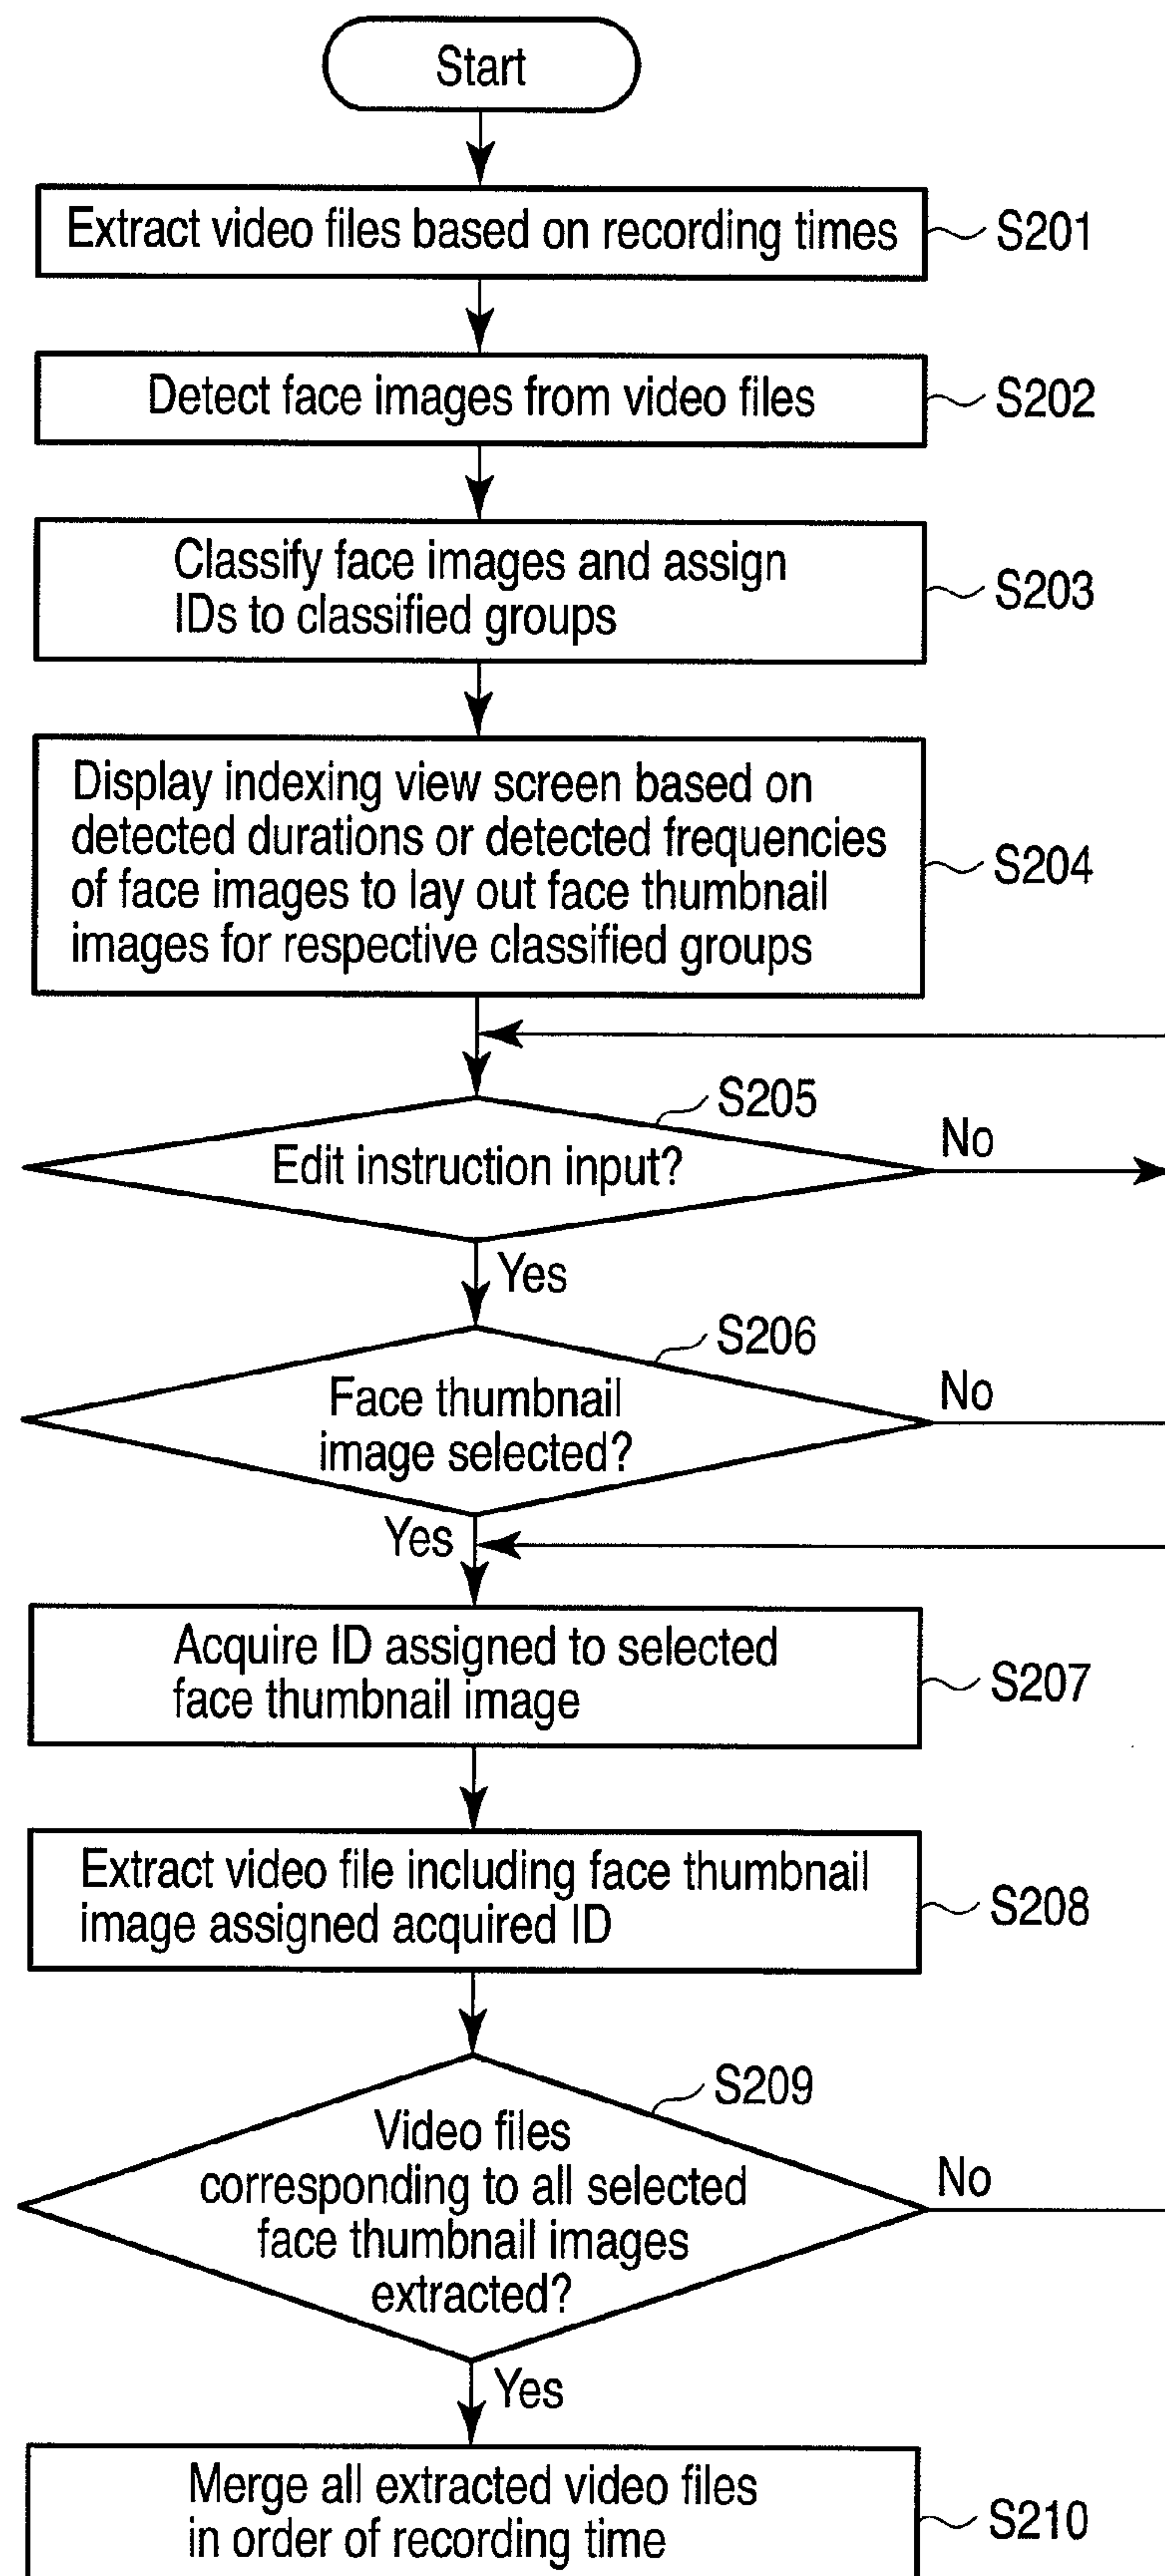 Start
Extract video files based on recording times
S201
Detect face images from video files
S202
Classify face images and assign
IDs to classified groups
S203
Display indexing view screen based on
detected durations or detected frequencies
of face images to lay out face thumbnail
images for respective classified groups
S204
S205
Edit instruction input?
No
Yes
S206
Face thumbnail
image selected?
No
Yes
Acquire ID assigned to selected
face thumbnail image
S207
Extract video file including face thumbnail
image assigned acquired ID
S208
S209
Video files
corresponding to all selected
face thumbnail images
extracted?
No
Yes
Merge all extracted video files
in order of recording time
S210